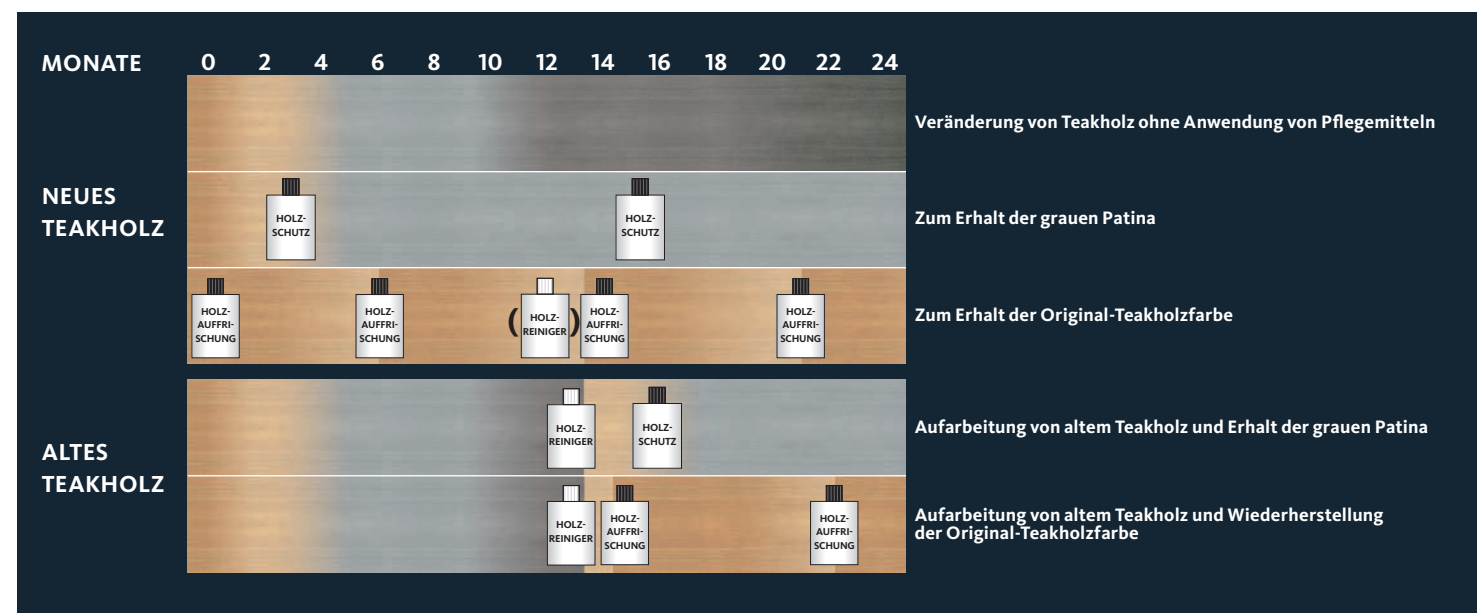 MONATE 0 2 4 6 8 10 12 14 16 18 20 22 24
Veränderung von Teakholz ohne Anwendung von Pflegemitteln
NEUES
TEAKHOLZ
HOLZ-
SCHUTZ
HOLZ-
SCHUTZ
Zum Erhalt der grauen Patina
HOLZ-
AUFFRI-
SCHUNG
HOLZ-
AUFFRI-
SCHUNG
(HOLZ-
REINIGER)
HOLZ-
AUFFRI-
SCHUNG
HOLZ-
AUFFRI-
SCHUNG
Zum Erhalt der Original-Teakholzfarbe
ALTES
TEAKHOLZ
HOLZ-
REINIGER
HOLZ-
SCHUTZ
Aufarbeitung von altem Teakholz und Erhalt der grauen Patina
HOLZ-
REINIGER
HOLZ-
AUFFRI-
SCHUNG
HOLZ-
AUFFRI-
SCHUNG
Aufarbeitung von altem Teakholz und Wiederherstellung
der Original-Teakholzfarbe